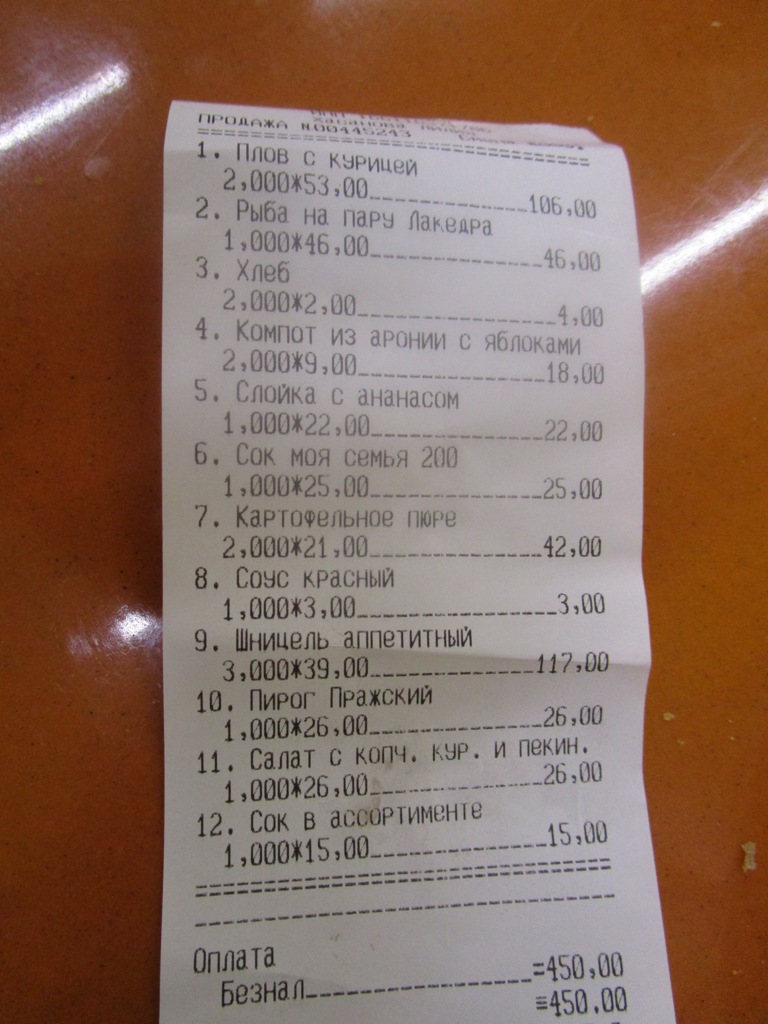 ПРОДАЖА №00445243
1. Плов с курицей
2,000*53,00 106,00
2. Рыба на пару Лакедра
1,000*46,00 46,00
3. Хлеб
2,000*2,00 4,00
4. Компот из аронии с яблоками
2,000*9,00 18,00
5. Слойка с ананасом
1,000*22,00 22,00
6. Сок моя семья 200
1,000*25,00 25,00
7. Картофельное пюре
2,000*21,00 42,00
8. Соус красный
1,000*3,00 3,00
9. Шницель аппетитный
3,000*39,00 117,00
10. Пирог Пражский
1,000*26,00 26,00
11. Салат с копч. кур. и пекин.
1,000*26,00 26,00
12. Сок в ассортименте
1,000*15,00 15,00
Оплата
Безнал =450,00
=450,00